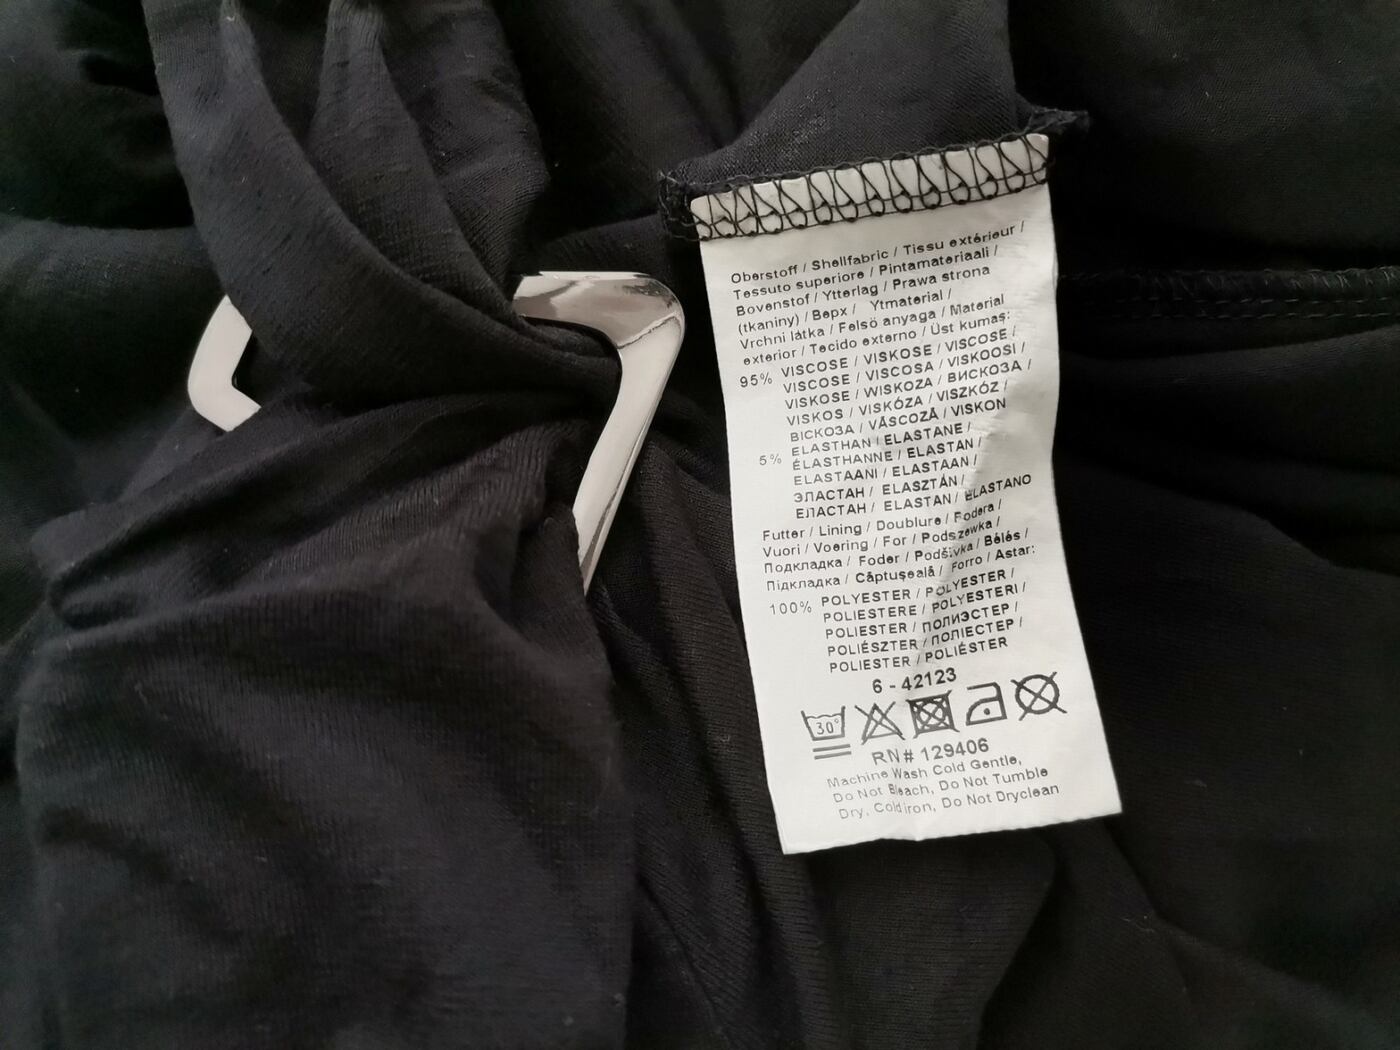 Oberstoff / Shellfabric / Tissu extérieur /
Tessuto superiore / Pintamateriaali /
Bovenstof / Ytterlag / Prawa strona
(tkaniny) / Верх / Ytmaterial /
Vrchni látka / Felsö anyaga / Material
exterior / Tecido externo / Üst kumaş:
95% VISCOSE / VISKOSE / VISCOSE /
VISCOSE / VISCOSA / VISKOOSI /
VISKOSE / WISKOZA / ВИСКОЗА /
VISKOS / VISKÓZA / VISZKÓZ /
ВІСКОЗА / VÂSCOZĂ / VISKON
5% ELASTHAN / ELASTANE /
ÉLASTHANNE / ELASTAN /
ELASTAANI / ELASTAAN /
ЭЛАСТАН / ELASZTÁN /
ЕЛАСТАН / ELASTAN / ELASTANO
Futter / Lining / Doublure / Fodera /
Vuori / Voering / For / Podszewka /
Подкладка / Foder / Podšivka / Bélés /
Підкладка / Căptușeală / Forro / Astar:
100% POLYESTER / POLYESTER /
POLIESTERE / POLYESTERI /
POLIESTER / ПОЛИЭСТЕР /
POLIÉSZTER / ПОЛІЕСТЕР /
POLIESTER / POLIÉSTER
6 - 42123
30°
RN# 129406
Machine Wash Cold Gentle,
Do Not Bleach, Do Not Tumble
Dry, Cold iron, Do Not Dryclean